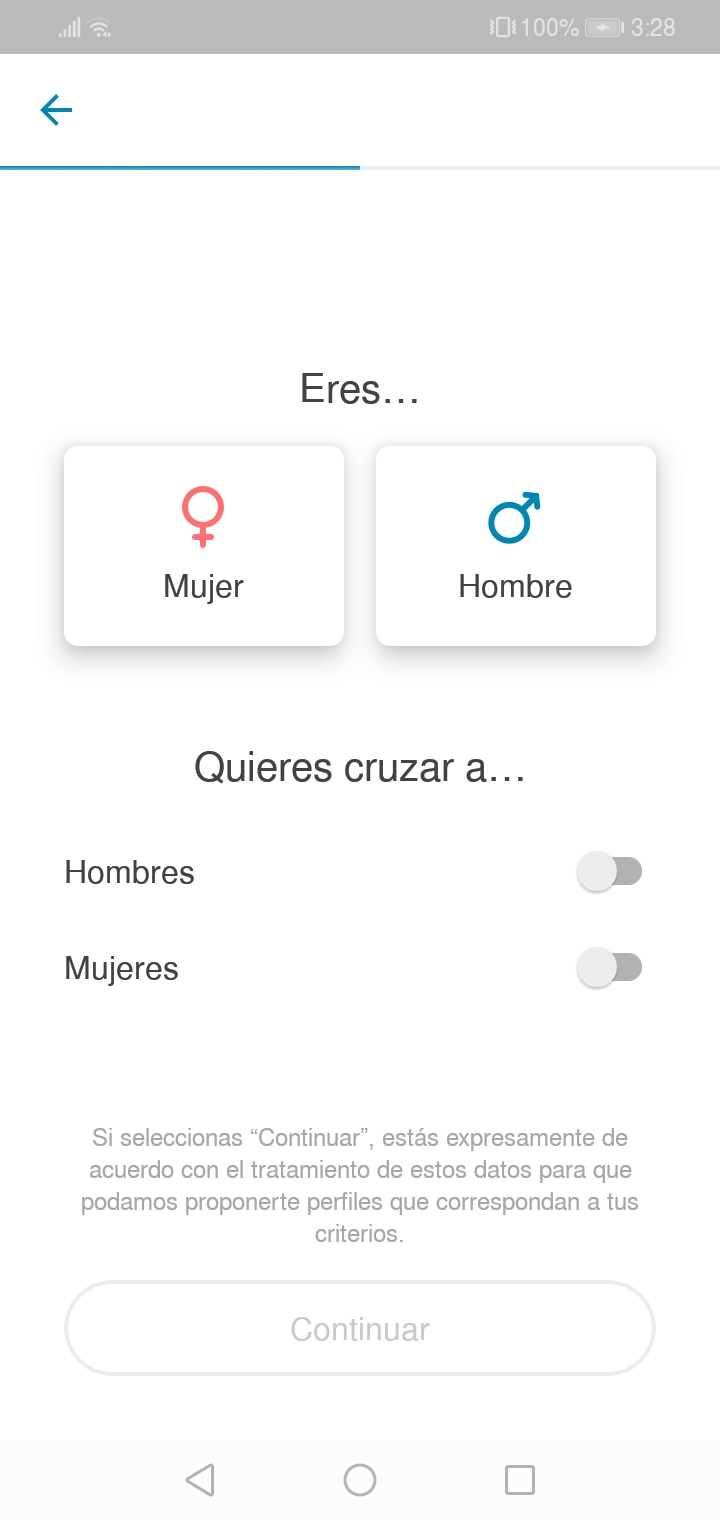 100% 3:28
Eres...
Mujer
Hombre
Quieres cruzar a...
Hombres
Mujeres
Si seleccionas “Continuar”, estás expresamente de
acuerdo con el tratamiento de estos datos para que
podamos proponerte perfiles que correspondan a tus
criterios.
Continuar